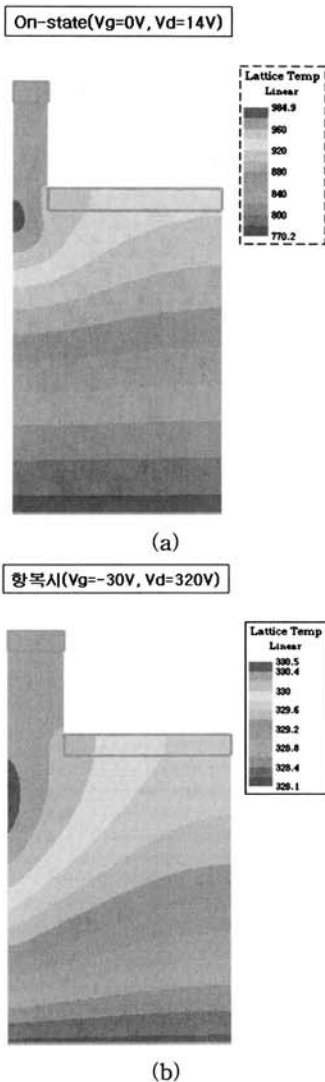 On-state(Vg=0V, Vd=14V)
Lattice Temp
Linear
984.9
960
920
880
840
800
770.2
(a)
항복시(Vg=-30V, Vd=320V)
Lattice Temp
Linear
330.5
330.4
330
329.6
329.2
328.8
328.4
328.1
(b)